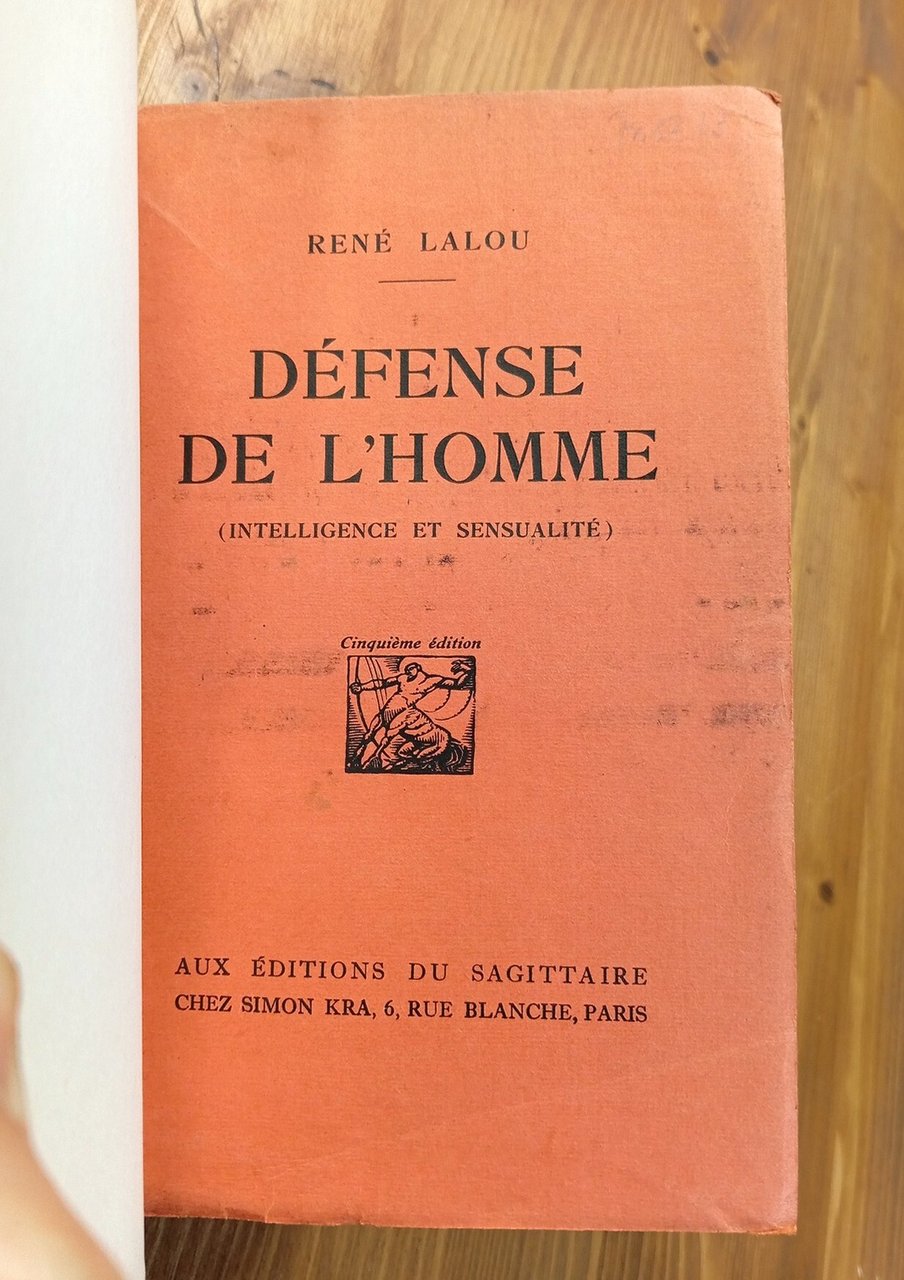 RENÉ LALOU
DÉFENSE
DE L'HOMME
(INTELLIGENCE ET SENSUALITÉ)
Cinquième édition
AUX ÉDITIONS DU SAGITTAIRE
CHEZ SIMON KRA, 6, RUE BLANCHE, PARIS